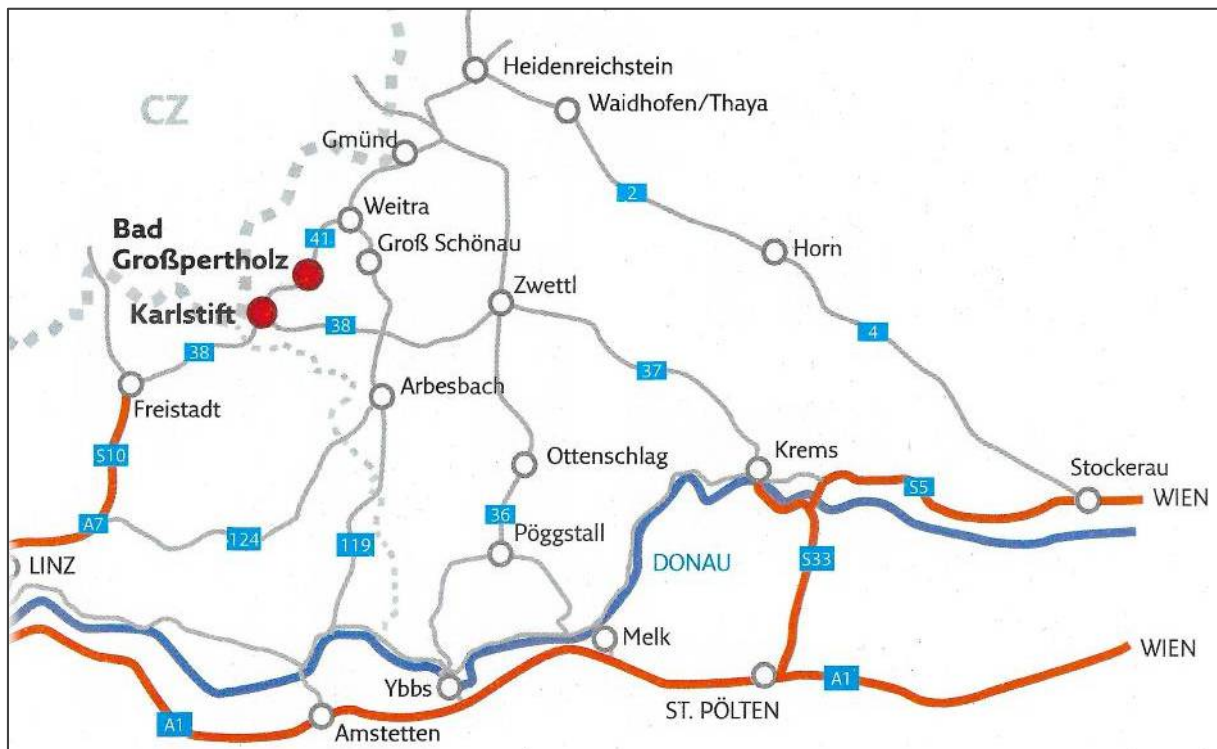 Heidenreichstein
Waidhofen/Thaya
CZ
Gmünd
2
Weitra
Bad
Großpertholz
41
Groß Schönau
Horn
Karlstift
Zwettl
38
38
4
37
Freistadt
Arbesbach
S10
Ottenschlag
Krems
Stockerau
S5
WIEN
A7
124
119
36
Pöggstall
LINZ
DONAU
S33
Melk
WIEN
Ybbs
A1
ST. PÖLTEN
A1
Amstetten